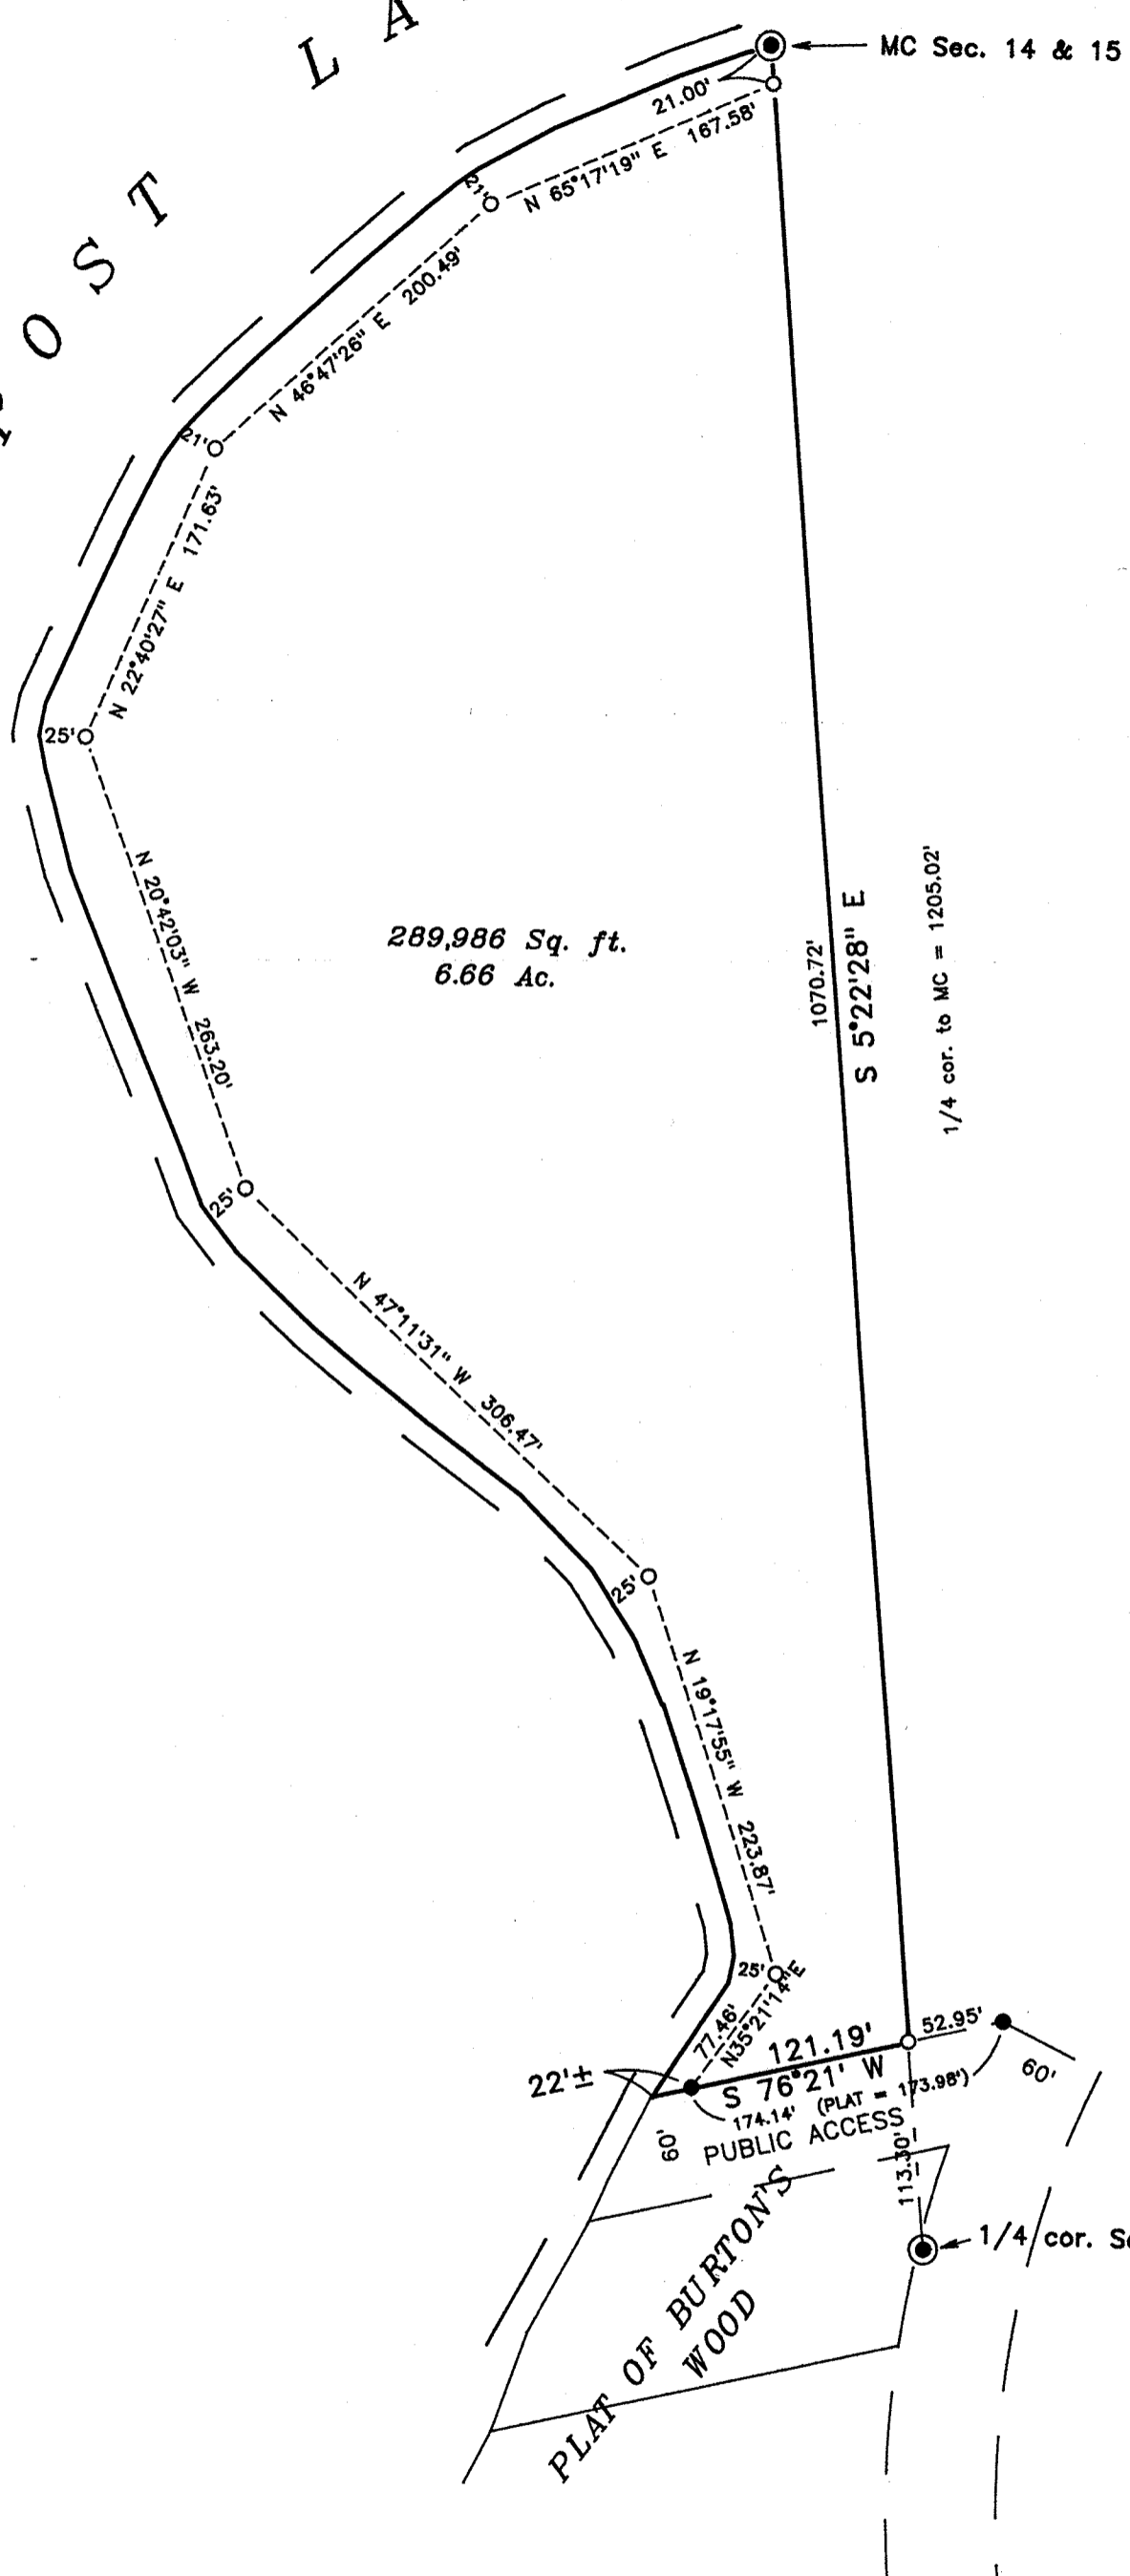 L A
P O S T
MC Sec. 14 & 15
21.00'
N 65°17'19" E 167.58'
21'
N 46°47'26" E 200.49'
21'
N 22°40'27" E 171.63'
25'
N 20°42'03" W 263.20'
289,986 Sq. ft.
6.66 Ac.
1070.72'
S 5°22'28" E
1/4 cor. to MC = 1205.02'
25'
N 47°11'31" W 306.47'
25'
N 19°17'55" W 223.87'
25'
77.46'
N35°21'14"E
121.19'
52.95'
S 76°21' W
22'±
60'
174.14' (PLAT = 173.98')
60'
PUBLIC ACCESS
113.30'
1/4 cor.
PLAT OF BURTON'S
WOOD